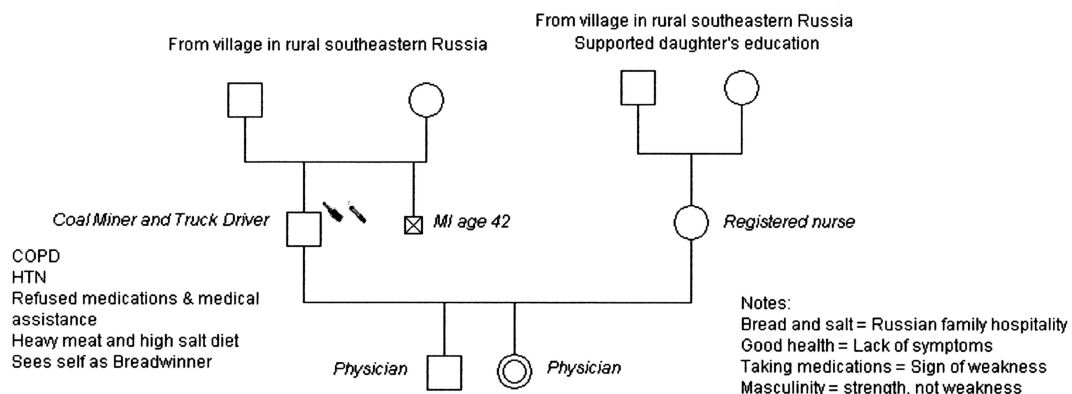 From village in rural southeastern Russia
From village in rural southeastern Russia
Supported daughter's education
Coal Miner and Truck Driver
MI age 42
Registered nurse
COPD
HTN
Refused medications & medical
assistance
Heavy meat and high salt diet
Sees self as Breadwinner
Physician
Physician
Notes:
Bread and salt = Russian family hospitality
Good health = Lack of symptoms
Taking medications = Sign of weakness
Masculinity = strength, not weakness